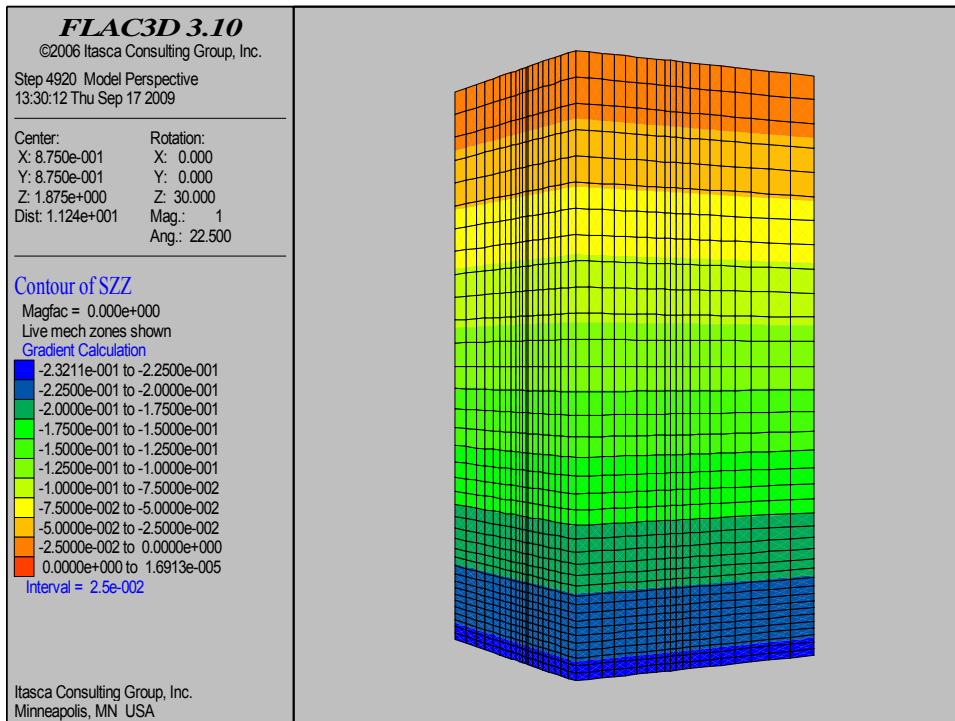 FLAC3D 3.10
©2006 Itasca Consulting Group, Inc.
Step 4920 Model Perspective
13:30:12 Thu Sep 17 2009
Center: Rotation:
X: 8.750e-001 X: 0.000
Y: 8.750e-001 Y: 0.000
Z: 1.875e+000 Z: 30.000
Dist: 1.124e+001 Mag.: 1
Ang.: 22.500
Contour of SZZ
Magfac = 0.000e+000
Live mech zones shown
Gradient Calculation
-2.3211e-001 to -2.2500e-001
-2.2500e-001 to -2.0000e-001
-2.0000e-001 to -1.7500e-001
-1.7500e-001 to -1.5000e-001
-1.5000e-001 to -1.2500e-001
-1.2500e-001 to -1.0000e-001
-1.0000e-001 to -7.5000e-002
-7.5000e-002 to -5.0000e-002
-5.0000e-002 to -2.5000e-002
-2.5000e-002 to 0.0000e+000
0.0000e+000 to 1.6913e-005
Interval = 2.5e-002
Itasca Consulting Group, Inc.
Minneapolis, MN USA